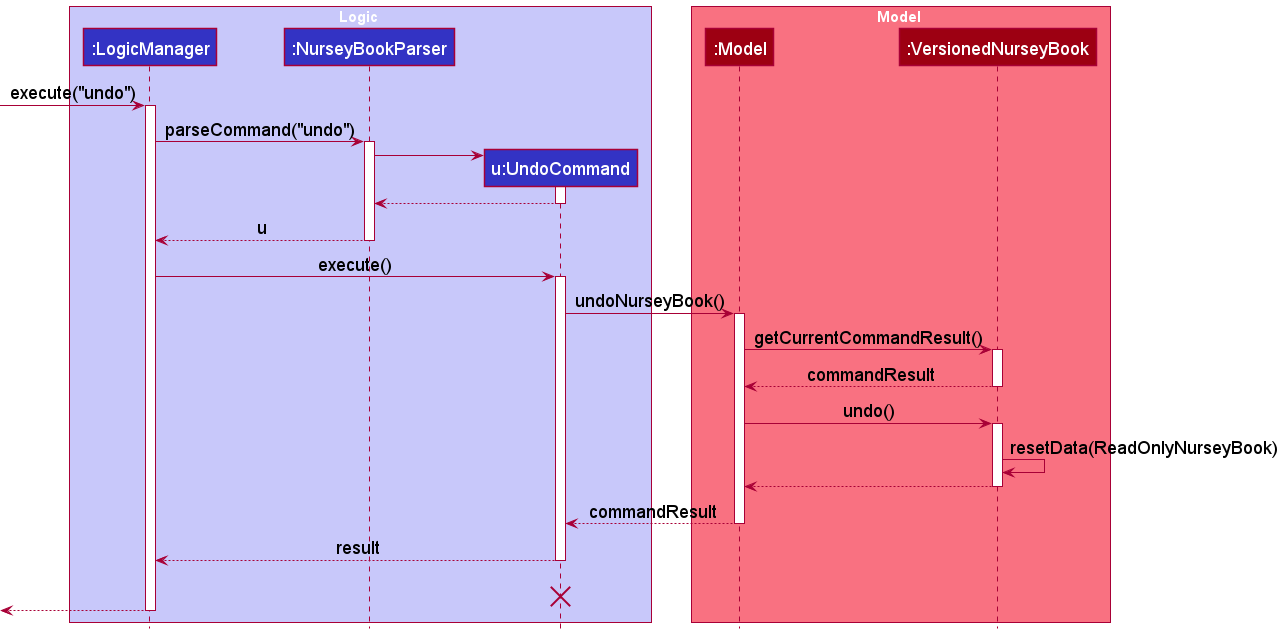 Logic
Model
:LogicManager
:NurseyBookParser
:Model
:VersionedNurseyBook
execute("undo")
parseCommand("undo")
u:UndoCommand
u
execute()
undoNurseyBook()
getCurrentCommandResult()
commandResult
undo()
resetData(ReadOnlyNurseyBook)
commandResult
result